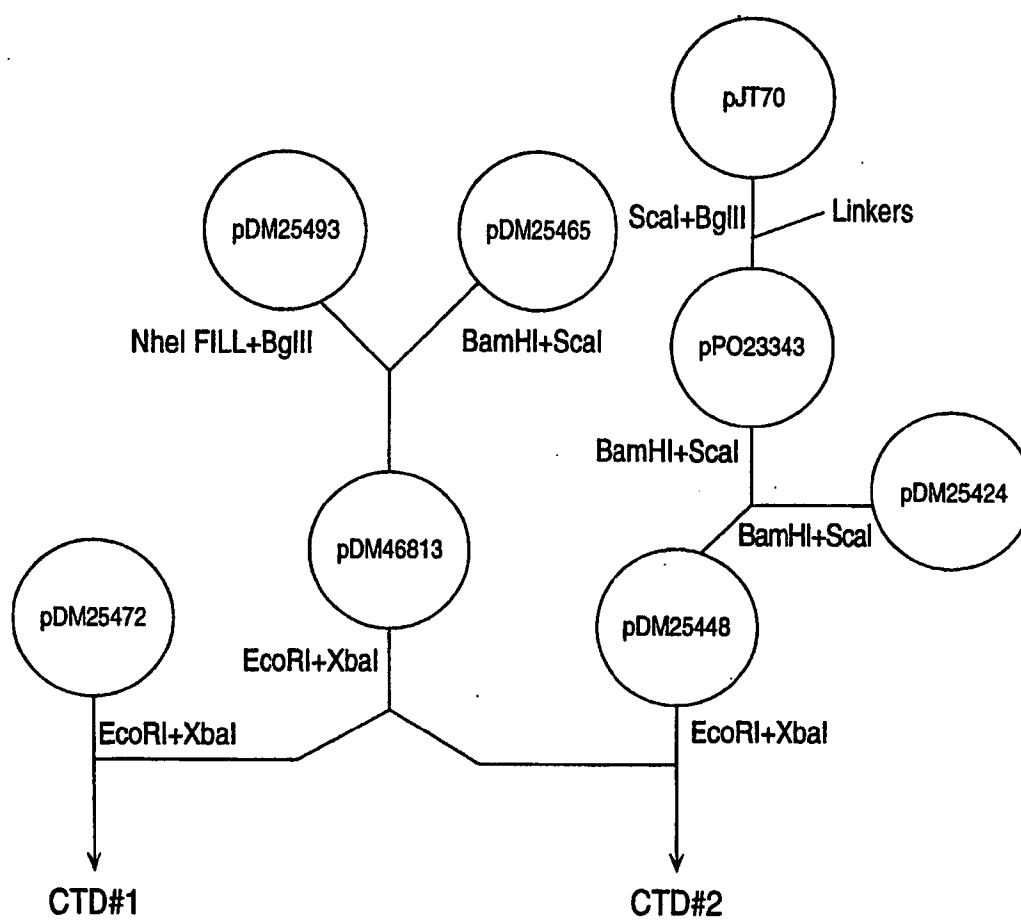 pJT70
ScaI+BglII
Linkers
pDM25493
pDM25465
NheI FILL+BglII
BamHI+ScaI
pPO23343
BamHI+ScaI
pDM25424
BamHI+ScaI
pDM46813
pDM25472
pDM25448
EcoRI+XbaI
EcoRI+XbaI
EcoRI+XbaI
CTD#1
CTD#2